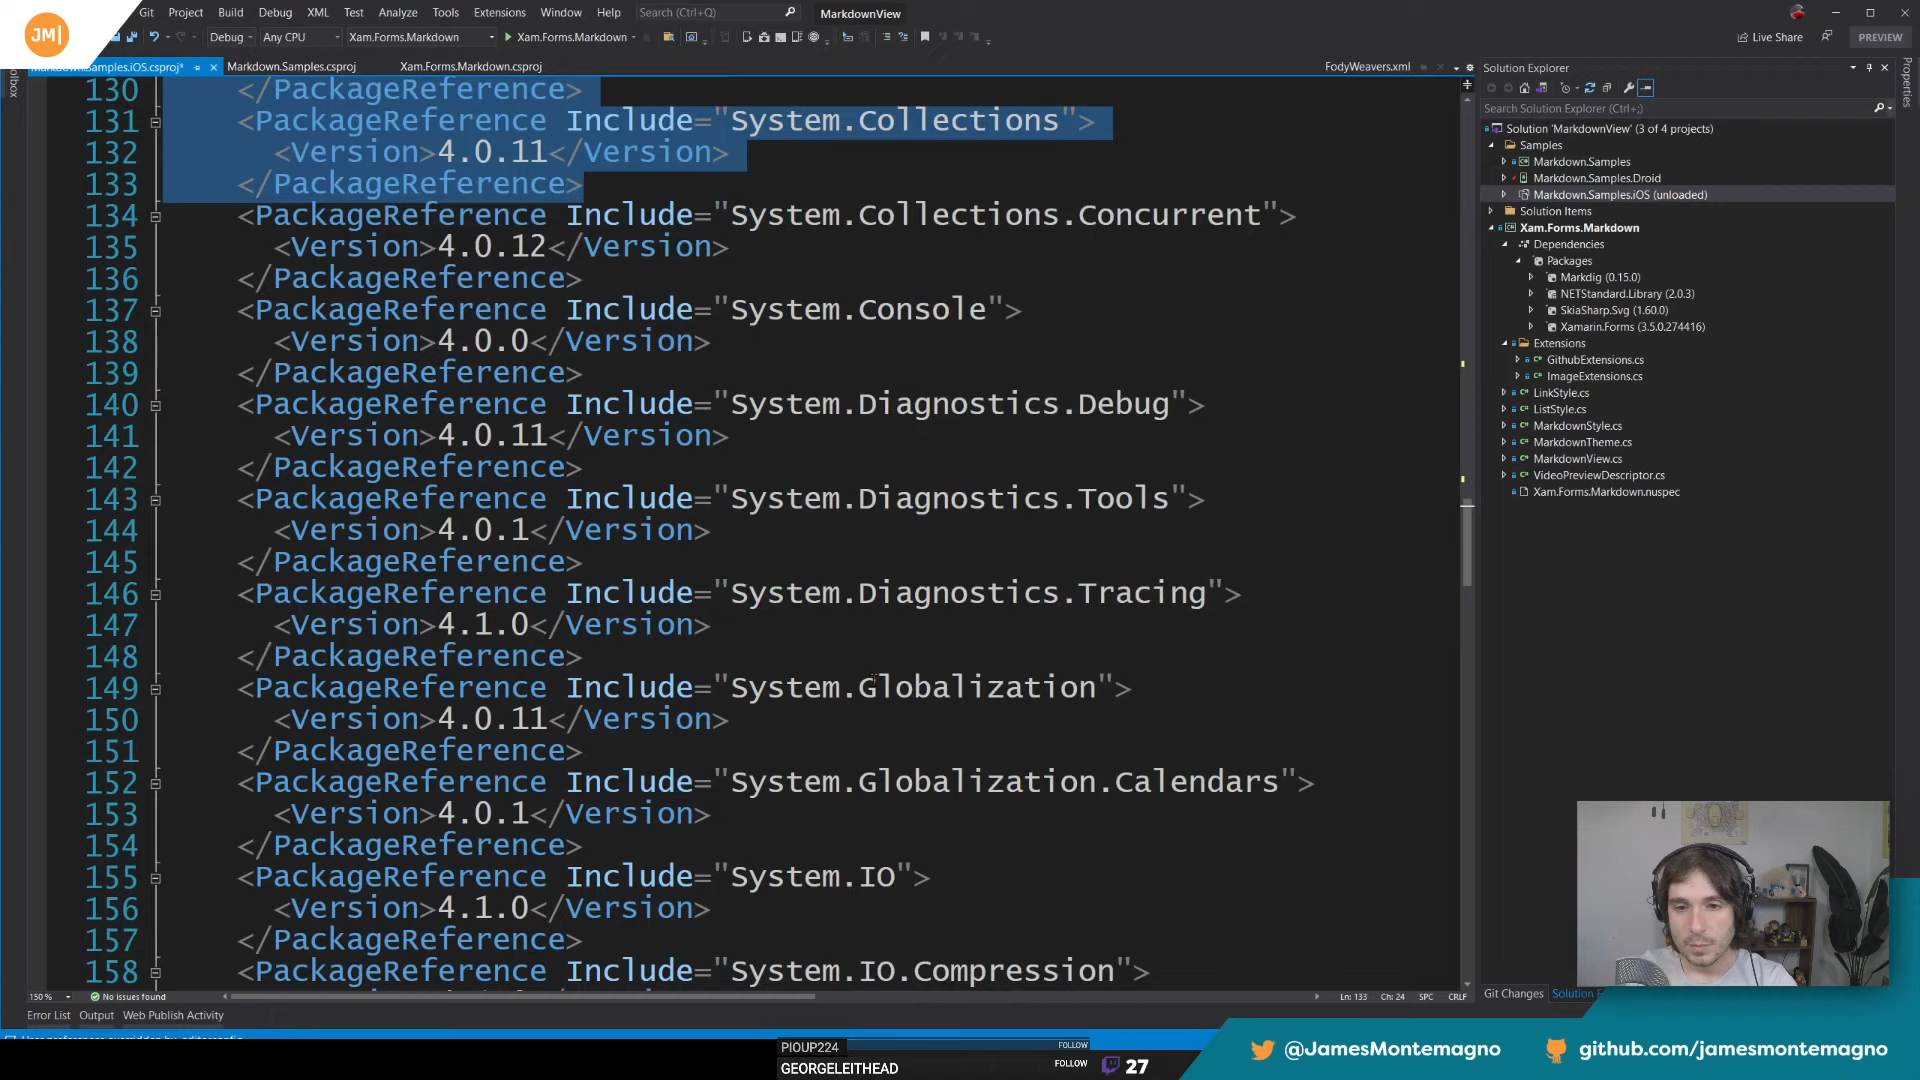 JM|
Git Project Build Debug XML Test Analyze Tools Extensions Window Help Search (Ctrl+Q) MarkdownView
Debug Any CPU Xam.Forms.Markdown Xam.Forms.Markdown Live Share PREVIEW
Markdown.Samples.iOS.csproj* Markdown.Samples.csproj Xam.Forms.Markdown.csproj FodyWeavers.xml
130 </PackageReference>
131 <PackageReference Include="System.Collections">
132 <Version>4.0.11</Version>
133 </PackageReference>
134 <PackageReference Include="System.Collections.Concurrent">
135 <Version>4.0.12</Version>
136 </PackageReference>
137 <PackageReference Include="System.Console">
138 <Version>4.0.0</Version>
139 </PackageReference>
140 <PackageReference Include="System.Diagnostics.Debug">
141 <Version>4.0.11</Version>
142 </PackageReference>
143 <PackageReference Include="System.Diagnostics.Tools">
144 <Version>4.0.1</Version>
145 </PackageReference>
146 <PackageReference Include="System.Diagnostics.Tracing">
147 <Version>4.1.0</Version>
148 </PackageReference>
149 <PackageReference Include="System.Globalization">
150 <Version>4.0.11</Version>
151 </PackageReference>
152 <PackageReference Include="System.Globalization.Calendars">
153 <Version>4.0.1</Version>
154 </PackageReference>
155 <PackageReference Include="System.IO">
156 <Version>4.1.0</Version>
157 </PackageReference>
158 <PackageReference Include="System.IO.Compression">
150 % No issues found Ln: 133 Ch: 24 SPC CRLF
Error List Output Web Publish Activity
Solution Explorer
Search Solution Explorer (Ctrl+;)
Solution 'MarkdownView' (3 of 4 projects)
Samples
Markdown.Samples
Markdown.Samples.Droid
Markdown.Samples.iOS (unloaded)
Solution Items
Xam.Forms.Markdown
Dependencies
Packages
Markdig (0.15.0)
NETStandard.Library (2.0.3)
SkiaSharp.Svg (1.60.0)
Xamarin.Forms (3.5.0.274416)
Extensions
GithubExtensions.cs
ImageExtensions.cs
LinkStyle.cs
ListStyle.cs
MarkdownStyle.cs
MarkdownTheme.cs
MarkdownView.cs
VideoPreviewDescriptor.cs
Xam.Forms.Markdown.nuspec
Properties
Git Changes Solution
PIOUP224 FOLLOW
GEORGELEITHEAD FOLLOW 27
@JamesMontemagno github.com/jamesmontemagno